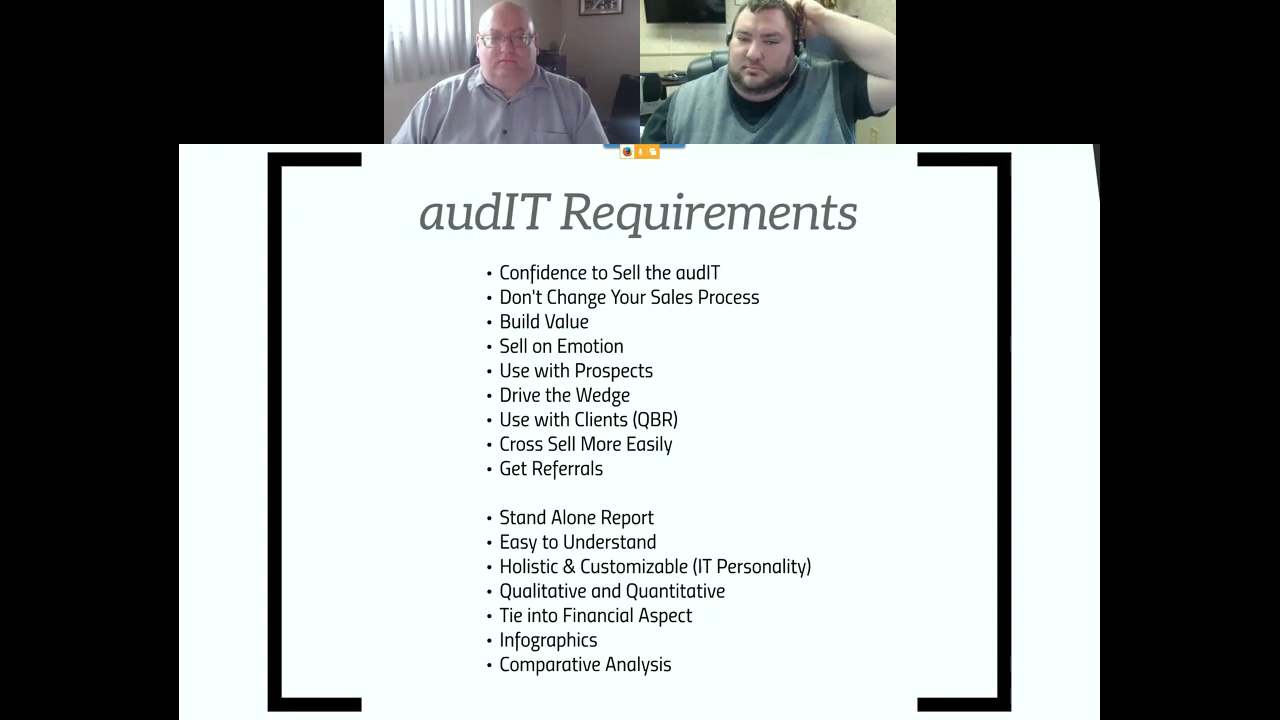 audIT Requirements
• Confidence to Sell the audIT
• Don't Change Your Sales Process
• Build Value
• Sell on Emotion
• Use with Prospects
• Drive the Wedge
• Use with Clients (QBR)
• Cross Sell More Easily
• Get Referrals
• Stand Alone Report
• Easy to Understand
• Holistic & Customizable (IT Personality)
• Qualitative and Quantitative
• Tie into Financial Aspect
• Infographics
• Comparative Analysis